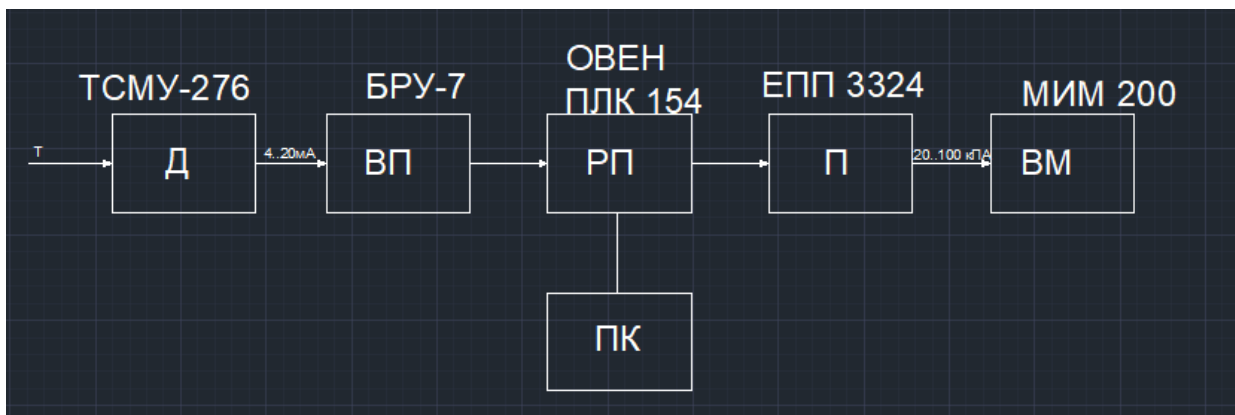 ТСМУ-276
БРУ-7
ОВЕН
ПЛК 154
ЕПП 3324
МИМ 200
Т
Д
4..20мА
ВП
РП
П
20..100 кПА
ВМ
ПК